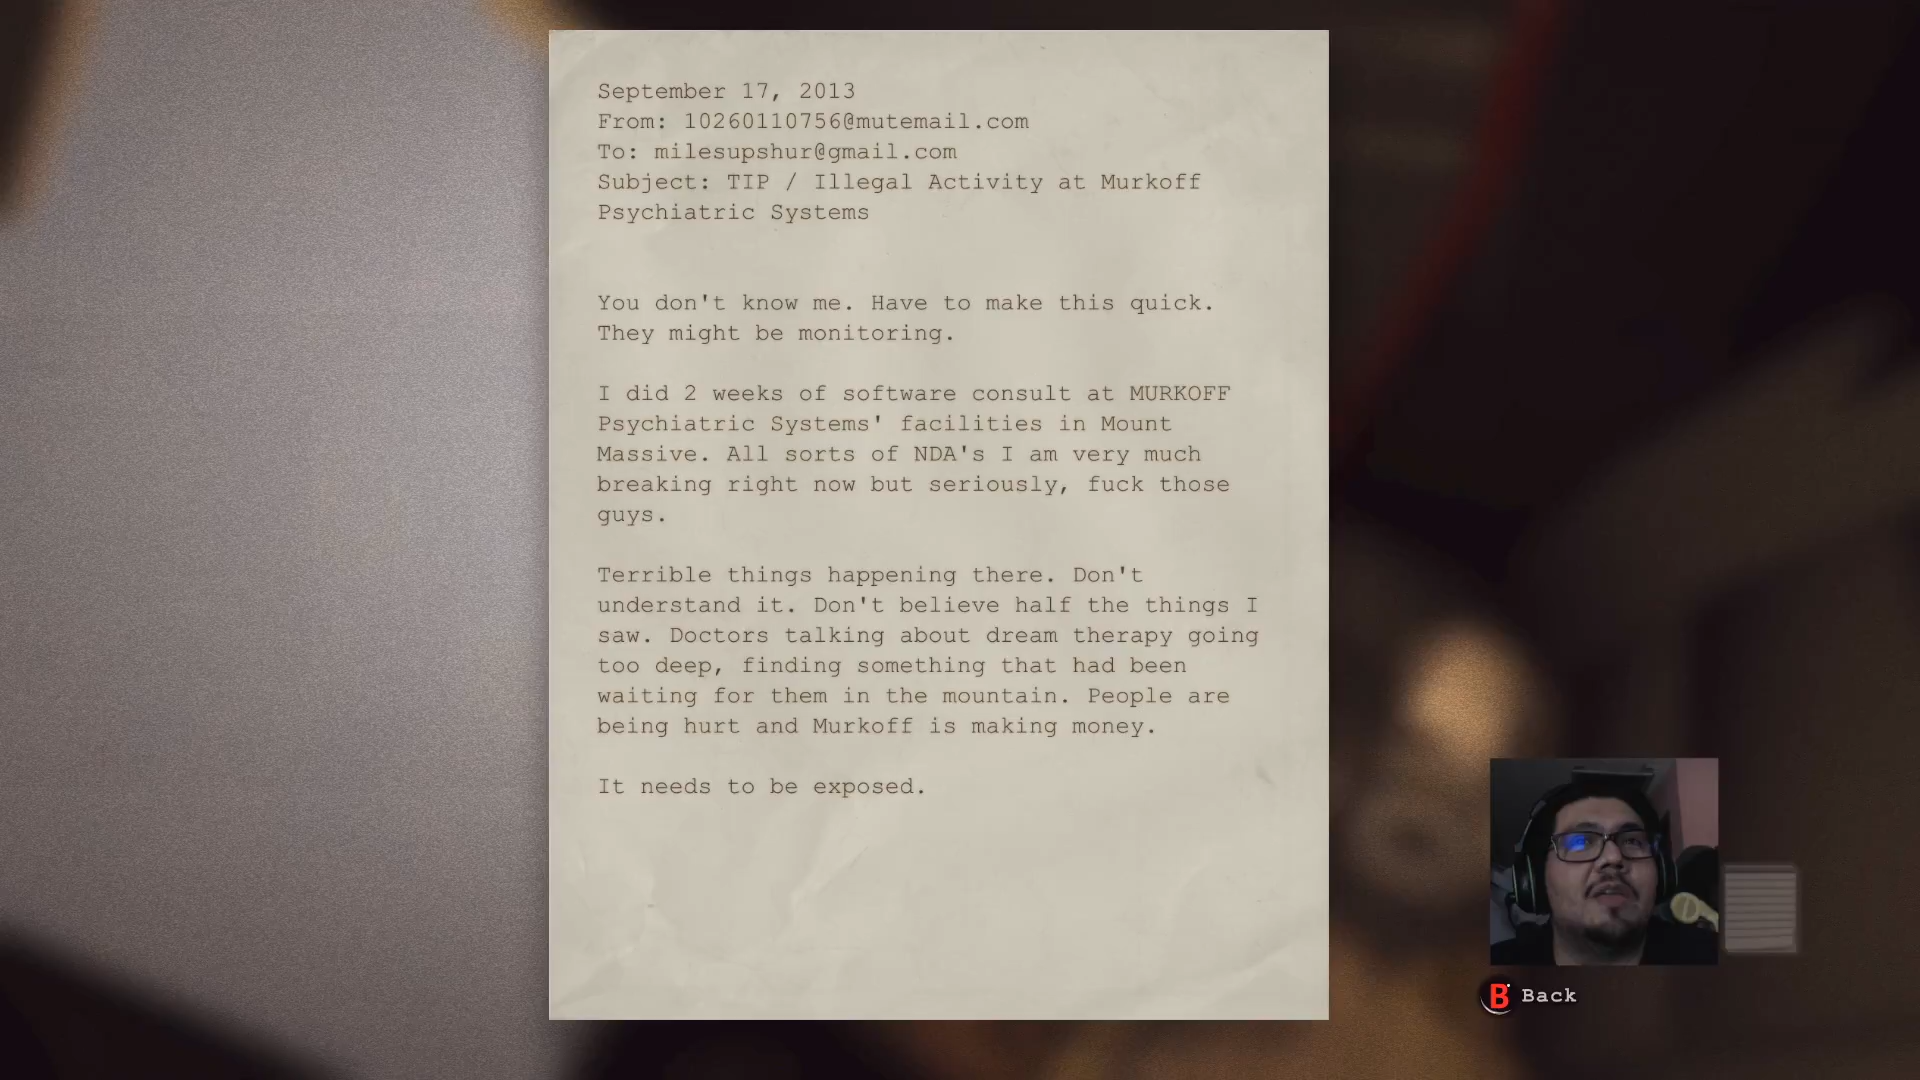 September 17, 2013
From: 10260110756@mutemail.com
To: milesupshur@gmail.com
Subject: TIP / Illegal Activity at Murkoff
Psychiatric Systems
You don't know me. Have to make this quick.
They might be monitoring.
I did 2 weeks of software consult at MURKOFF
Psychiatric Systems' facilities in Mount
Massive. All sorts of NDA's I am very much
breaking right now but seriously, fuck those
guys.
Terrible things happening there. Don't
understand it. Don't believe half the things I
saw. Doctors talking about dream therapy going
too deep, finding something that had been
waiting for them in the mountain. People are
being hurt and Murkoff is making money.
It needs to be exposed.
B Back